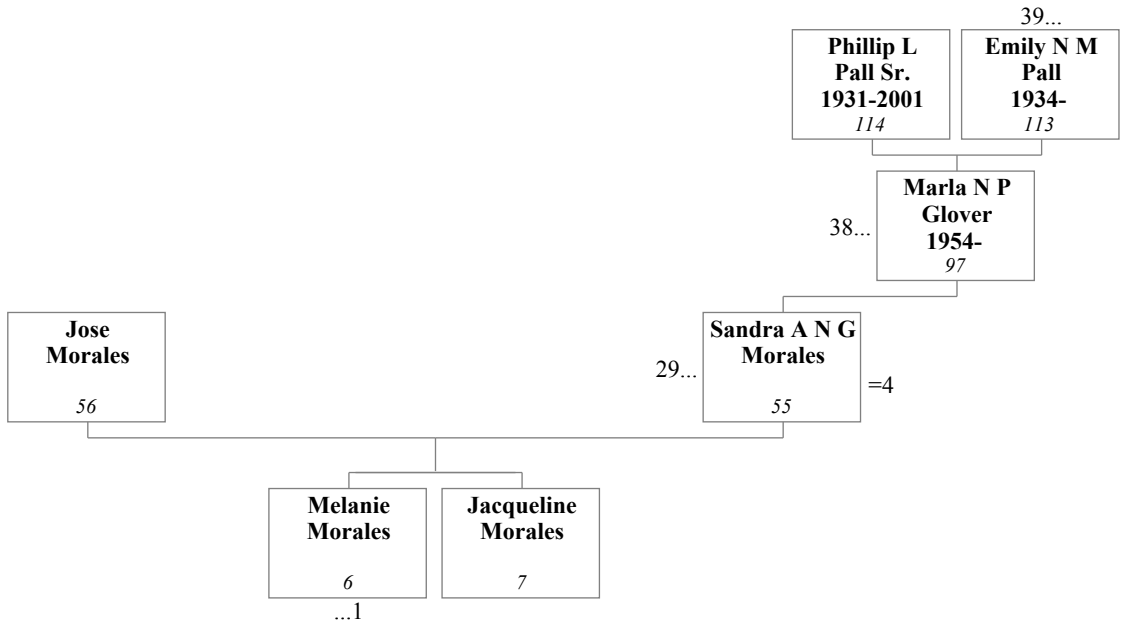 39...
Phillip L
Pall Sr.
1931-2001
114
Emily N M
Pall
1934-
113
38...
Marla N P
Glover
1954-
97
Jose
Morales
56
29...
Sandra A N G
Morales
55
=4
Melanie
Morales
6
...1
Jacqueline
Morales
7